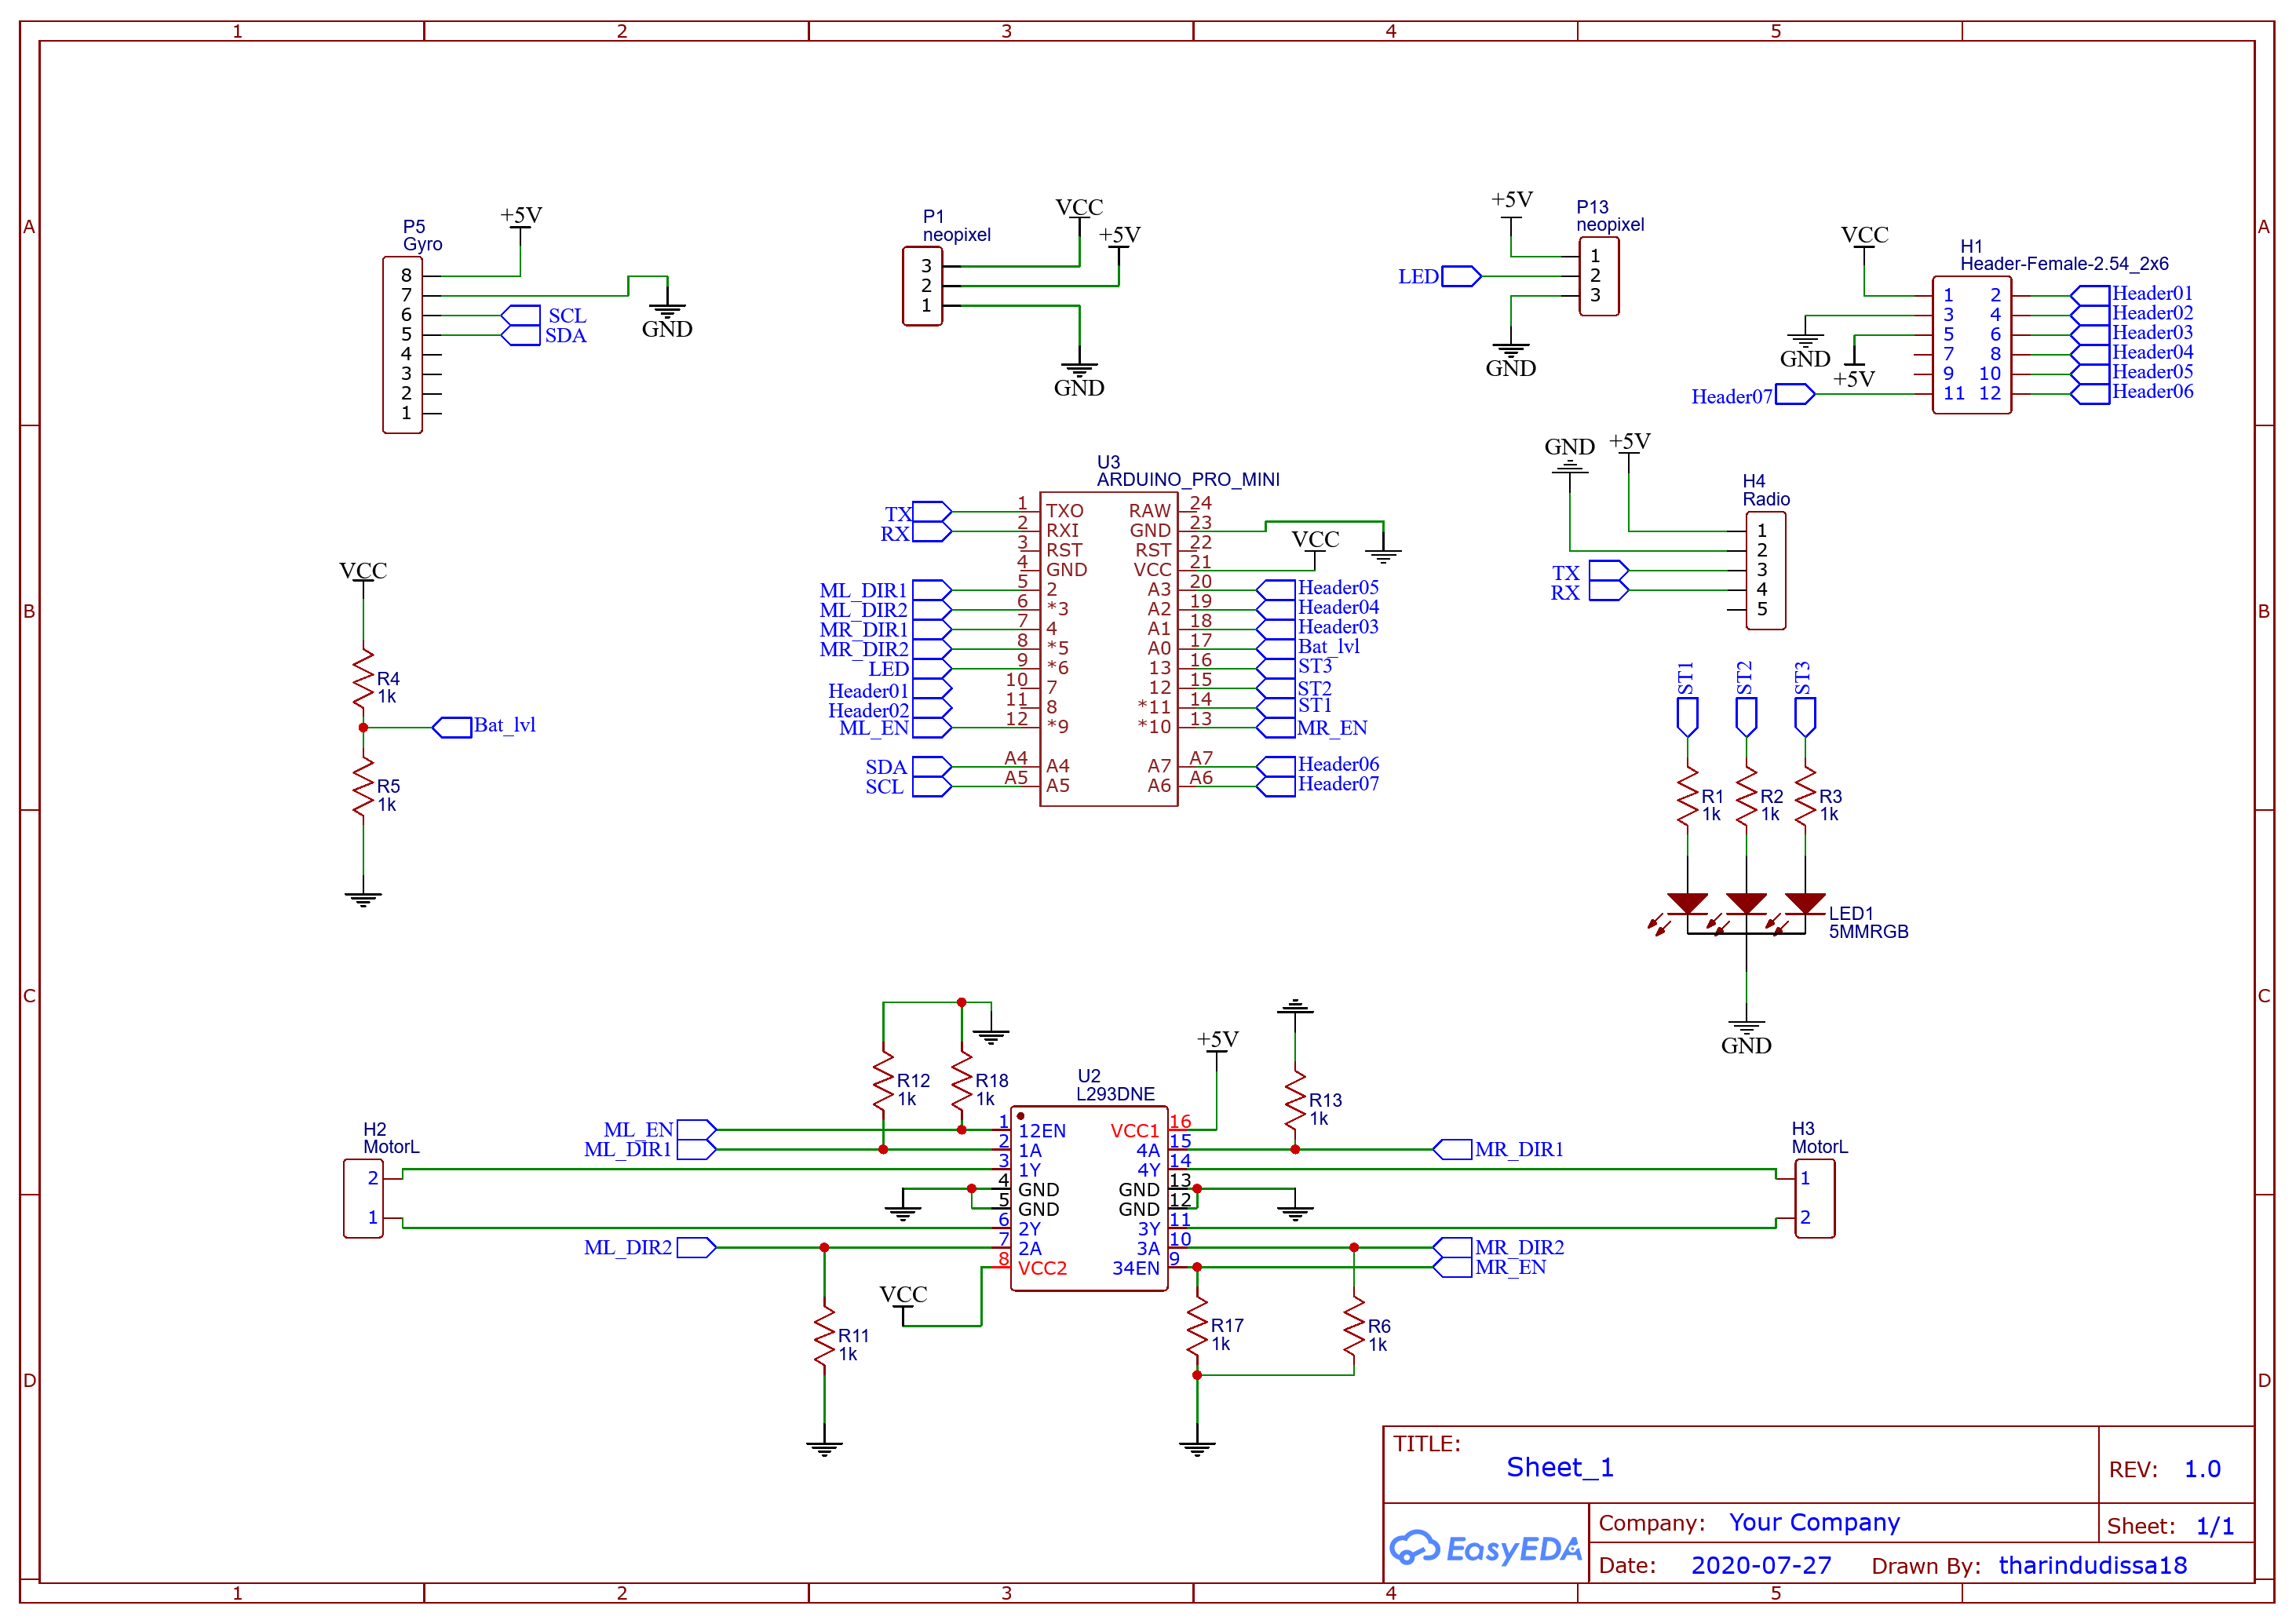 1 2 3 4 5
A
B
C
D
A
B
C
D
1 2 3 4 5
P5
Gyro
+5V
8
7
6
5
4
3
2
1
SCL
SDA
GND
P1
neopixel
VCC
+5V
3
2
1
GND
+5V
P13
neopixel
LED
1
2
3
GND
VCC
H1
Header-Female-2.54_2x6
1 2 Header01
3 4 Header02
5 6 Header03
7 8 Header04
9 10 Header05
11 12 Header06
GND
+5V
Header07
U3
ARDUINO_PRO_MINI
TX 1 TXO
RX 2 RXI
3 RST
4 GND
ML_DIR1 5 2
ML_DIR2 6 *3
MR_DIR1 7 4
MR_DIR2 8 *5
LED 9 *6
Header01 10 7
Header02 11 8
ML_EN 12 *9
SDA A4 A4
SCL A5 A5
RAW 24
GND 23
RST 22
VCC 21 VCC
A3 20 Header05
A2 19 Header04
A1 18 Header03
A0 17 Bat_lvl
13 16 ST3
12 15 ST2
*11 14 ST1
*10 13 MR_EN
A7 A7 Header06
A6 A6 Header07
GND +5V
H4
Radio
1
2
3
4
5
TX
RX
VCC
R4
1k
Bat_lvl
R5
1k
ST1 ST2 ST3
R1 R2 R3
1k 1k 1k
LED1
5MMRGB
GND
R12
1k
R18
1k
+5V
R13
1k
U2
L293DNE
H2
MotorL
2
1
ML_EN
ML_DIR1
ML_DIR2
1 12EN
2 1A
3 1Y
4 GND
5 GND
6 2Y
7 2A
8 VCC2
VCC1 16
4A 15
4Y 14
GND 13
GND 12
3Y 11
3A 10
34EN 9
MR_DIR1
MR_DIR2
MR_EN
H3
MotorL
1
2
VCC
R11
1k
R17
1k
R6
1k
TITLE:
Sheet_1
REV: 1.0
EasyEDA
Company: Your Company
Sheet: 1/1
Date: 2020-07-27 Drawn By: tharindudissa18